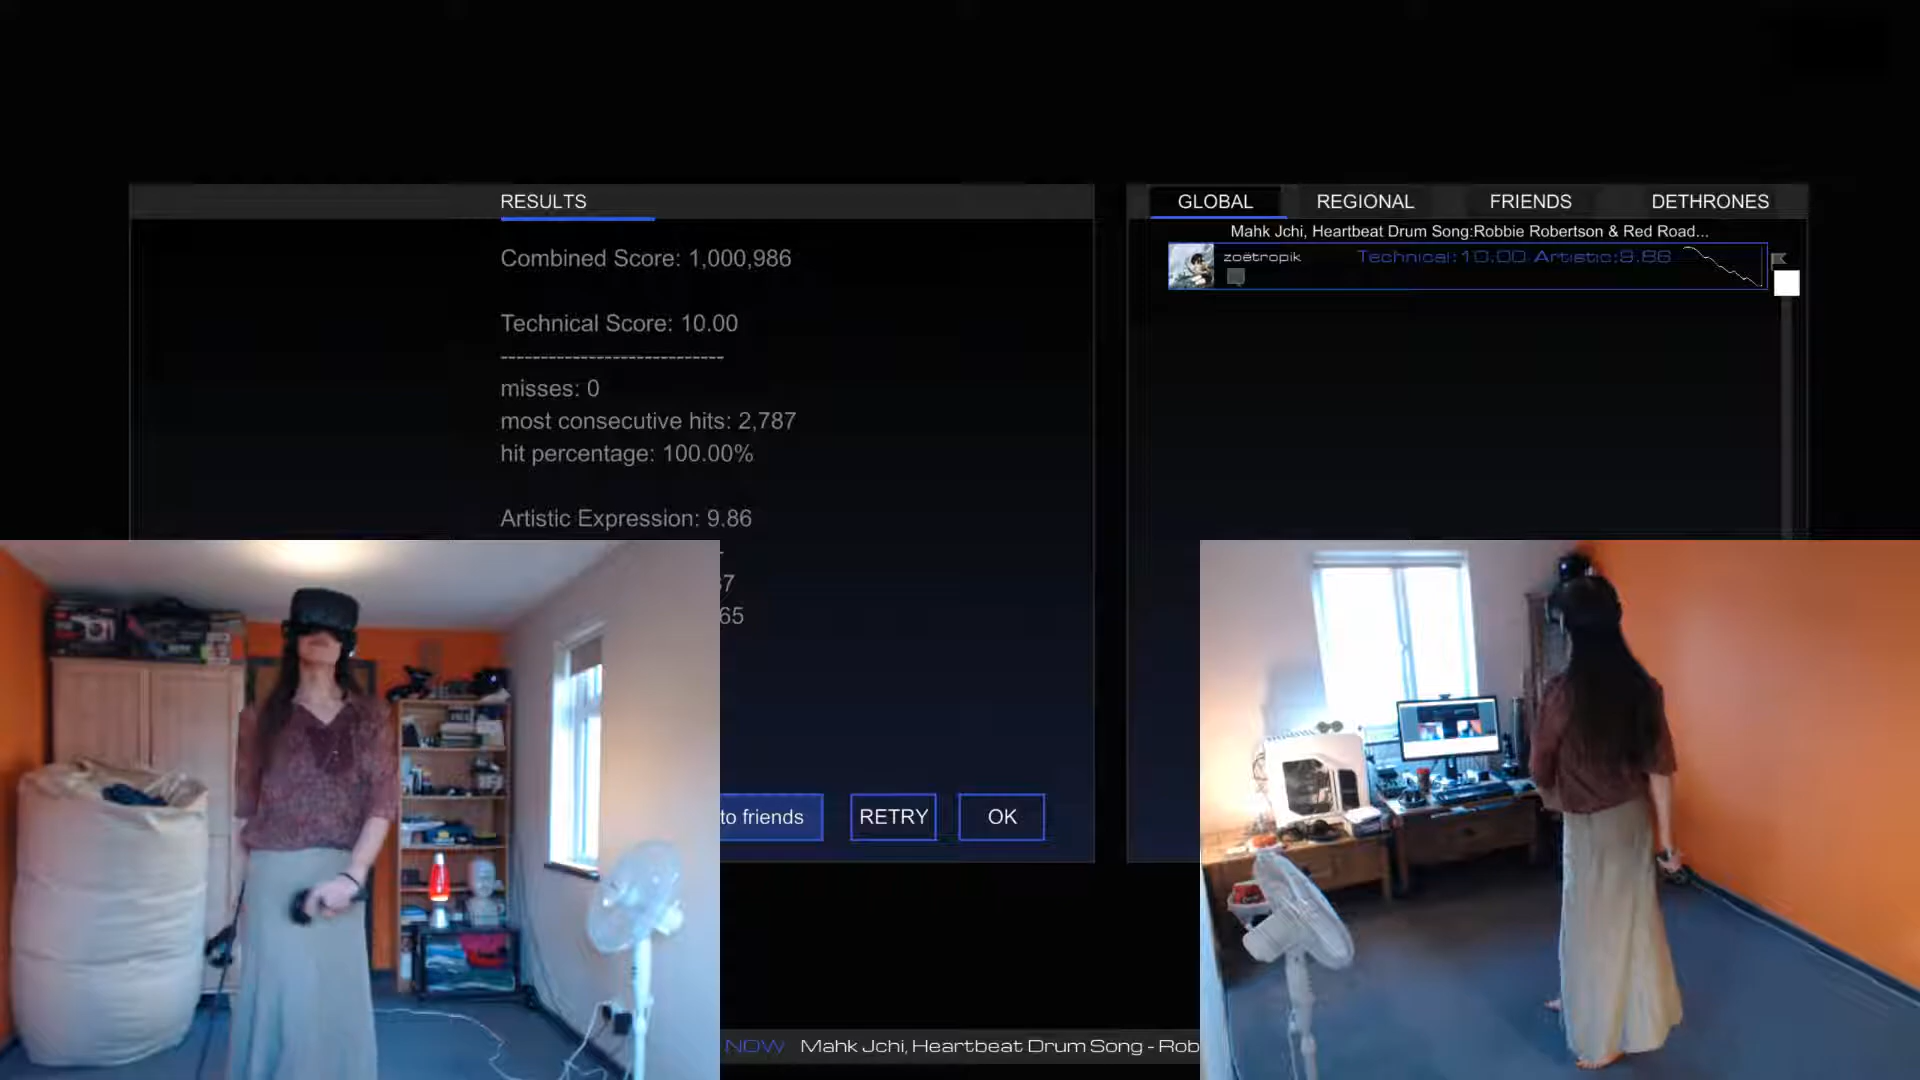 RESULTS
Combined Score: 1,000,986
Technical Score: 10.00
----------------------------
misses: 0
most consecutive hits: 2,787
hit percentage: 100.00%
Artistic Expression: 9.86
65
to friends
RETRY
OK
GLOBAL
REGIONAL
FRIENDS
DETHRONES
Mahk Jchi, Heartbeat Drum Song:Robbie Robertson & Red Road...
zoetropik
Technical:10.00 Artistic:9.86
NOW
Mahk Jchi, Heartbeat Drum Song - Rob